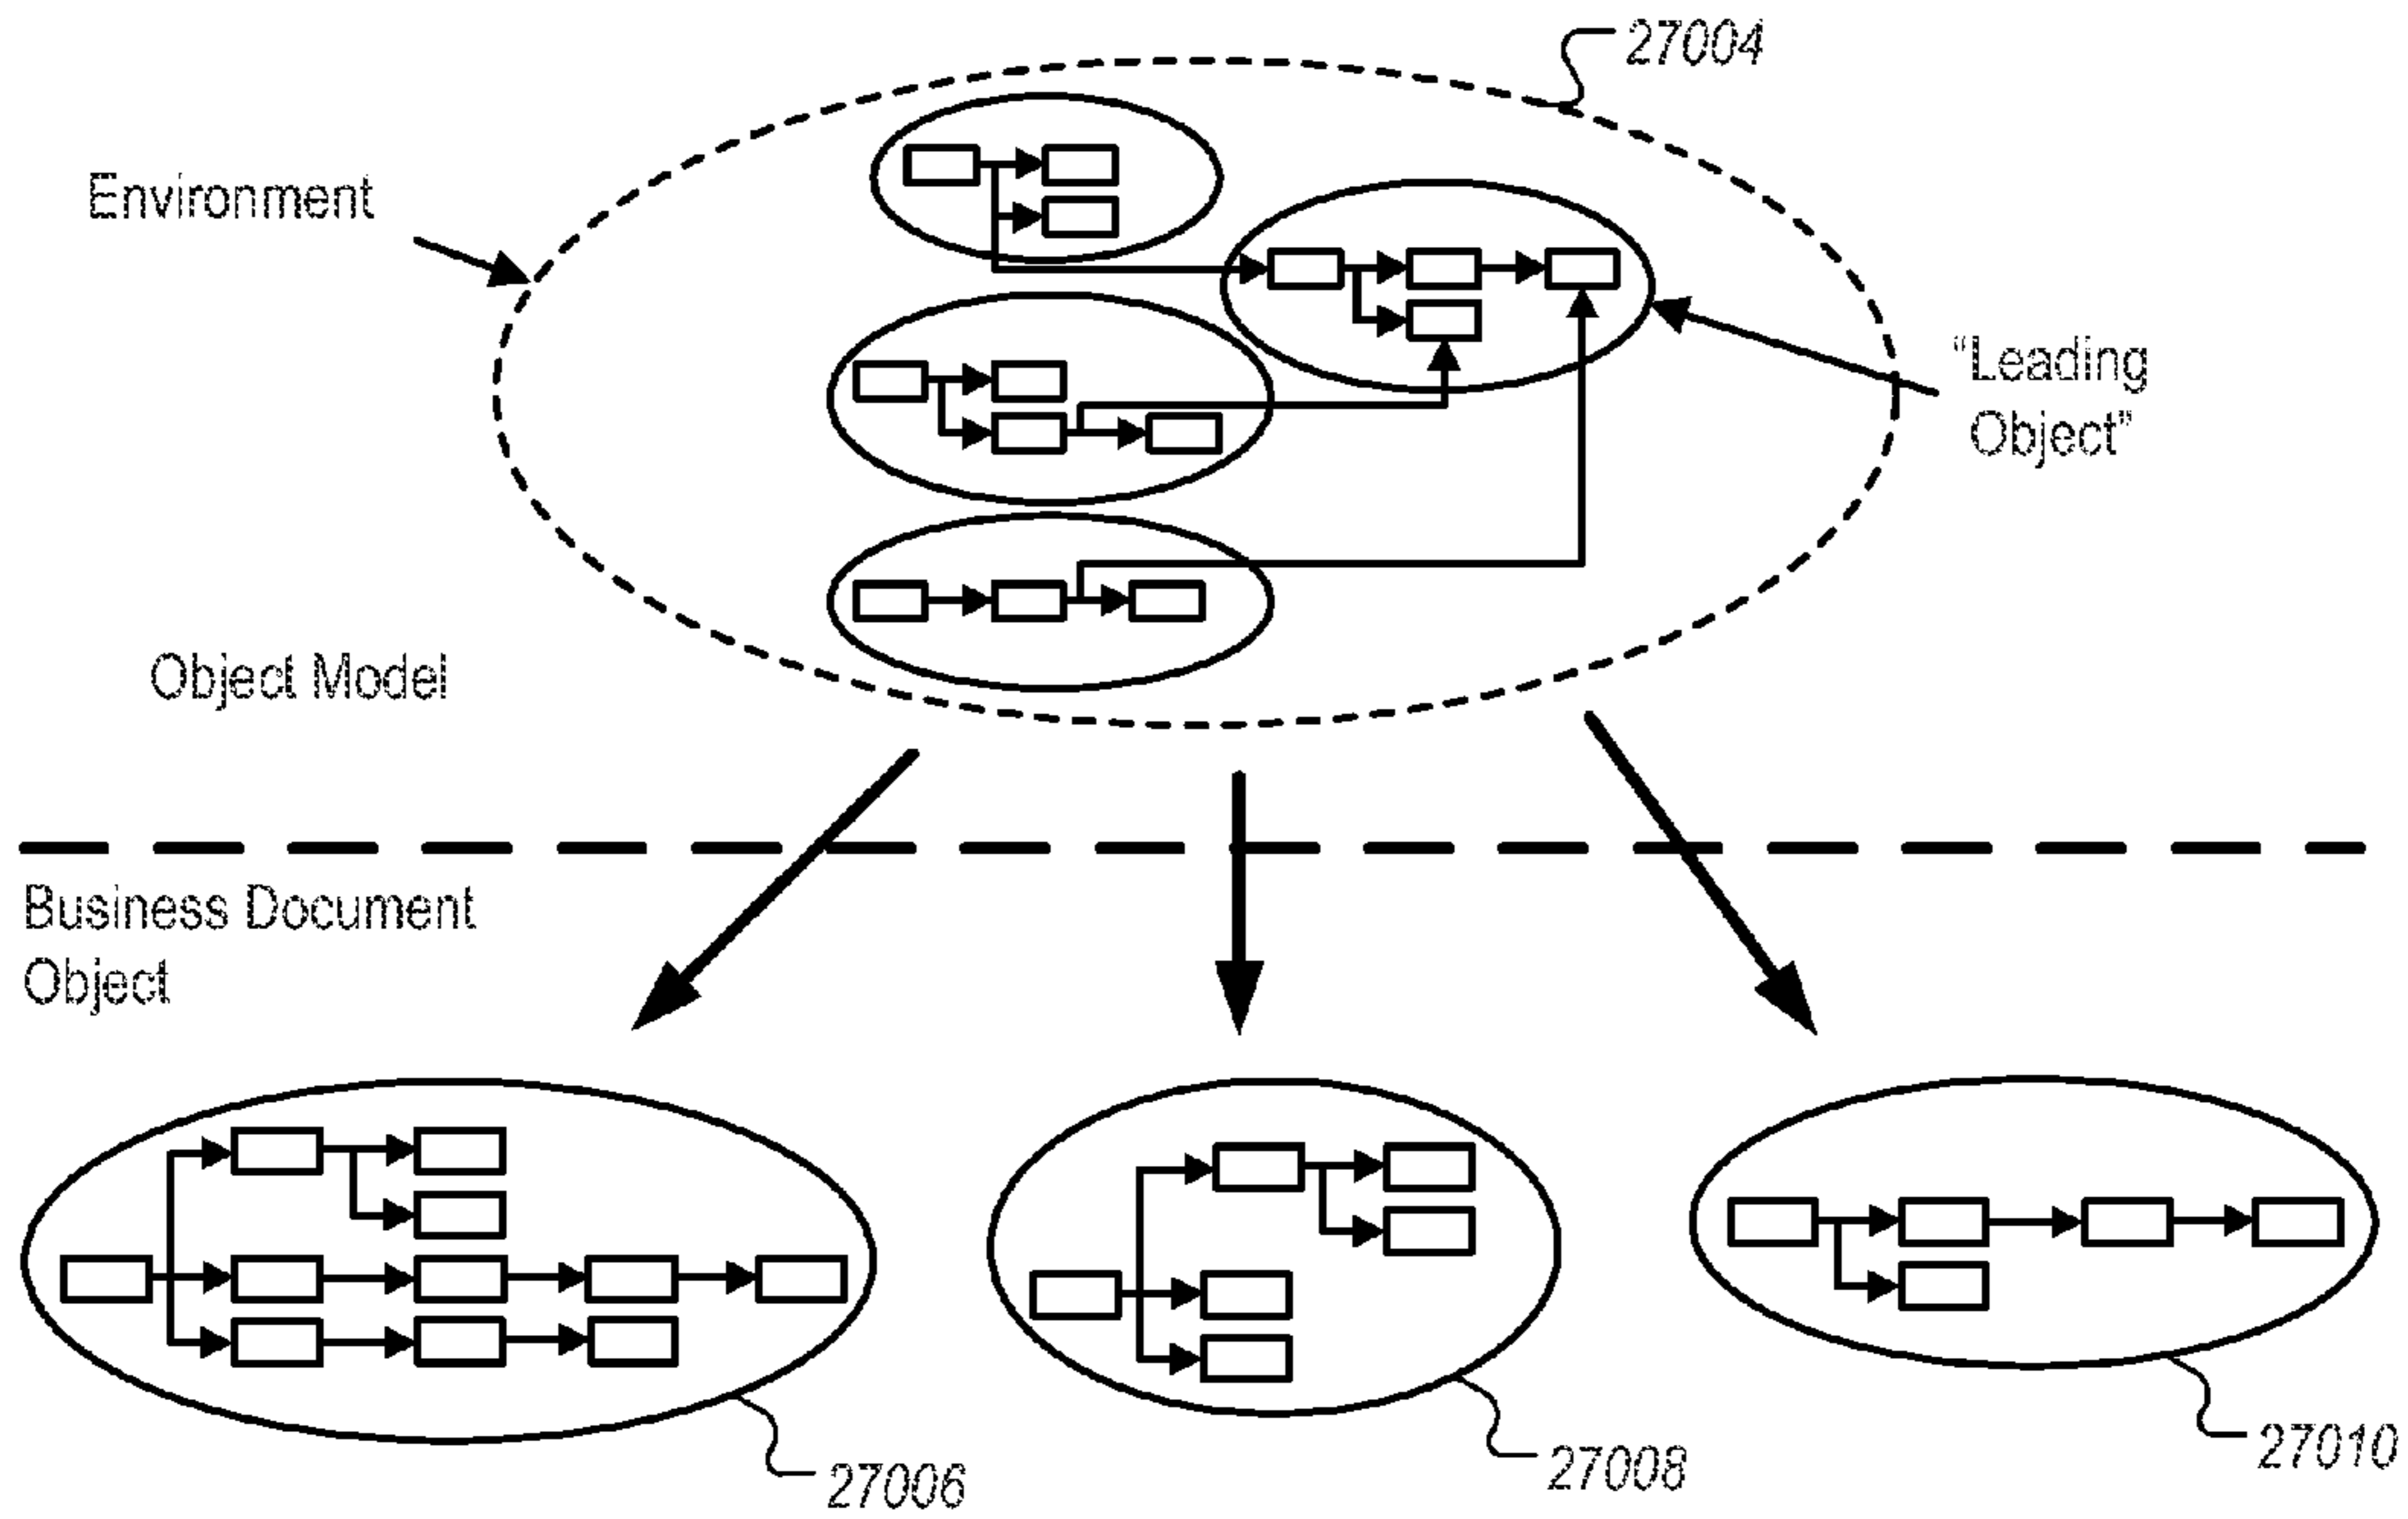 27004
Environment
“Leading
Object”
Object Model
Business Document
Object
27006
27008
27010